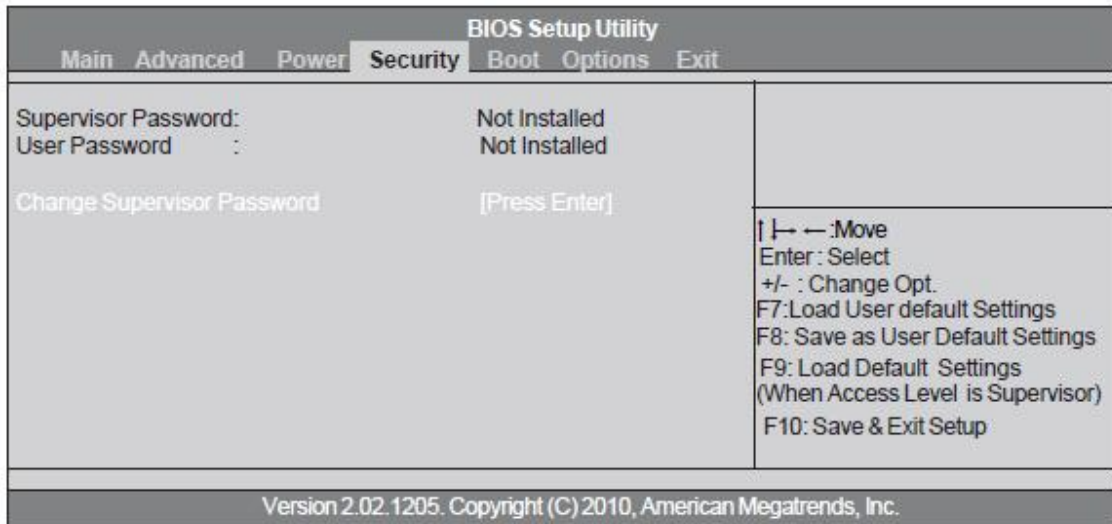 BIOS Setup Utility
Main Advanced Power Security Boot Options Exit
Supervisor Password: Not Installed
User Password : Not Installed
Change Supervisor Password [Press Enter]
↑↓→ ←:Move
Enter : Select
+/- : Change Opt.
F7:Load User default Settings
F8: Save as User Default Settings
F9: Load Default Settings
(When Access Level is Supervisor)
F10: Save & Exit Setup
Version 2.02.1205. Copyright (C) 2010, American Megatrends, Inc.